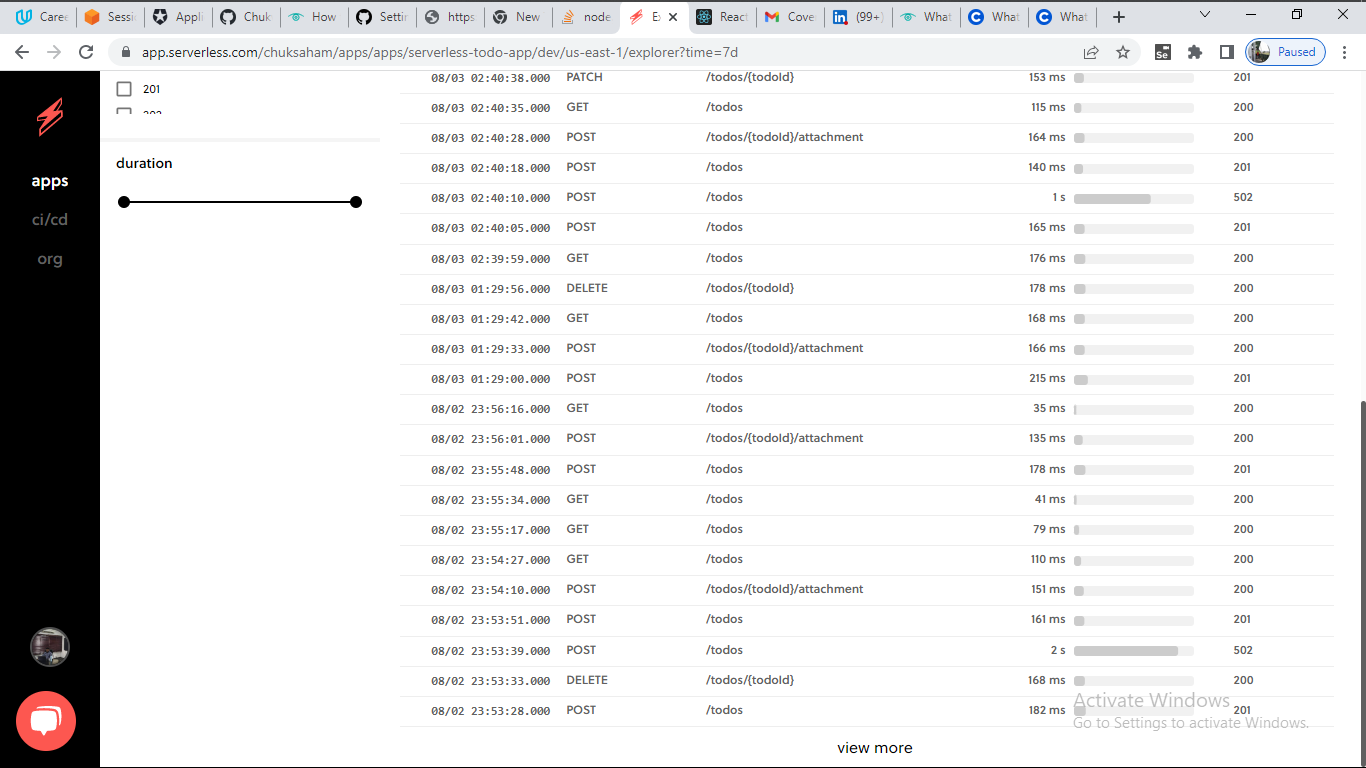 Caree
Sessi
Appli
Chuk
How
Settin
https
New
node
Ex
React
Cove
(99+)
What
What
What
app.serverless.com/chuksaham/apps/apps/serverless-todo-app/dev/us-east-1/explorer?time=7d
Se
Paused
apps
ci/cd
org
201
duration
08/03 02:40:38.000 PATCH /todos/{todoId} 153 ms 201
08/03 02:40:35.000 GET /todos 115 ms 200
08/03 02:40:28.000 POST /todos/{todoId}/attachment 164 ms 200
08/03 02:40:18.000 POST /todos 140 ms 201
08/03 02:40:10.000 POST /todos 1 s 502
08/03 02:40:05.000 POST /todos 165 ms 201
08/03 02:39:59.000 GET /todos 176 ms 200
08/03 01:29:56.000 DELETE /todos/{todoId} 178 ms 200
08/03 01:29:42.000 GET /todos 168 ms 200
08/03 01:29:33.000 POST /todos/{todoId}/attachment 166 ms 200
08/03 01:29:00.000 POST /todos 215 ms 201
08/02 23:56:16.000 GET /todos 35 ms 200
08/02 23:56:01.000 POST /todos/{todoId}/attachment 135 ms 200
08/02 23:55:48.000 POST /todos 178 ms 201
08/02 23:55:34.000 GET /todos 41 ms 200
08/02 23:55:17.000 GET /todos 79 ms 200
08/02 23:54:27.000 GET /todos 110 ms 200
08/02 23:54:10.000 POST /todos/{todoId}/attachment 151 ms 200
08/02 23:53:51.000 POST /todos 161 ms 201
08/02 23:53:39.000 POST /todos 2 s 502
08/02 23:53:33.000 DELETE /todos/{todoId} 168 ms 200
08/02 23:53:28.000 POST /todos 182 ms 201
Activate Windows
Go to Settings to activate Windows.
view more